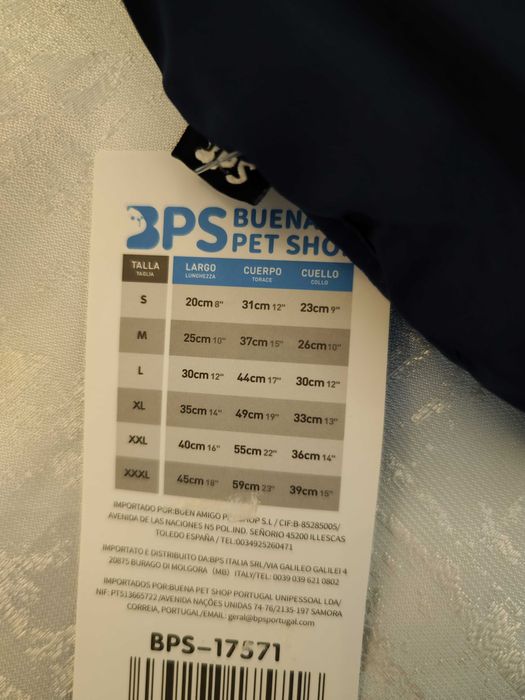 BPS
BPS BUENA
PET SHOP
TALLA LARGO CUERPO CUELLO
TAGLIA LUNGHEZZA TORACE COLLO
S 20cm 8" 31cm 12" 23cm 9"
M 25cm 10" 37cm 15" 26cm 10"
L 30cm 12" 44cm 17" 30cm 12"
XL 35cm 14" 49cm 19" 33cm 13"
XXL 40cm 16" 55cm 22" 36cm 14"
XXXL 45cm 18" 59cm 23" 39cm 15"
IMPORTADO POR:BUEN AMIGO SHOP S.L / CIF:B-85285005/
AVENIDA DE LAS NACIONES N5 POL.IND. SEÑORIO 45200 ILLESCAS
TOLEDO ESPAÑA / TEL:0034925260471
IMPORTATO E DISTRIBUITO DA:BPS ITALIA SRL/VIA GALILEO GALILEI 4
20875 BURAGO DI MOLGORA (MB) ITALY/TEL: 0039 039 621 0802
IMPORTADOS POR:BUENA PET SHOP PORTUGAL UNIPESSOAL LDA/
NIF: PT513665722 /AVENIDA NAÇÕES UNIDAS 74-76/2135-197 SAMORA
CORREIA, PORTUGAL/EMAIL: geral@bpsportugal.com
BPS-17571